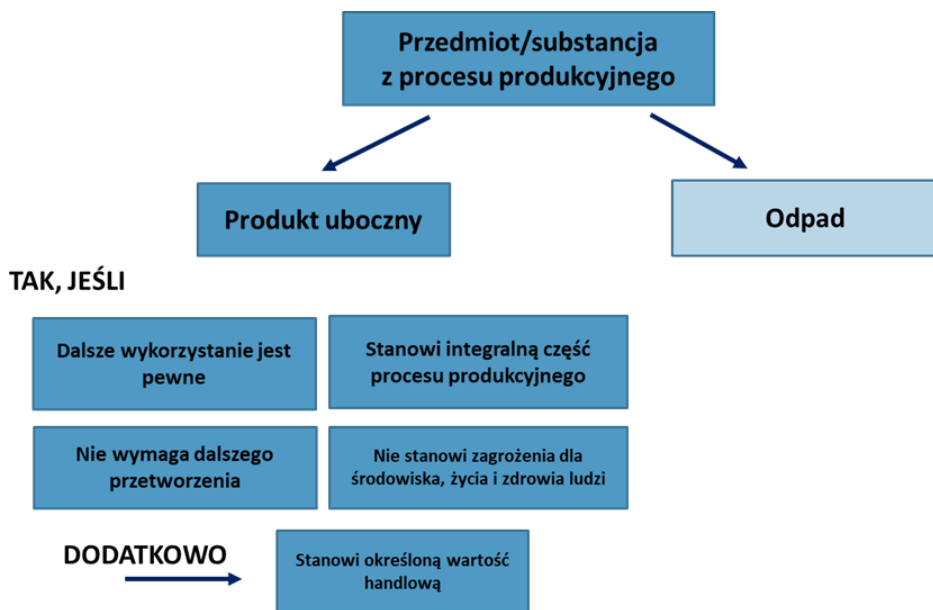 Przedmiot/substancja
z procesu produkcyjnego
Produkt uboczny
Odpad
TAK, JEŚLI
Dalsze wykorzystanie jest
pewne
Stanowi integralną część
procesu produkcyjnego
Nie wymaga dalszego
przetworzenia
Nie stanowi zagrożenia dla
środowiska, życia i zdrowia ludzi
DODATKOWO
Stanowi określoną wartość
handlową